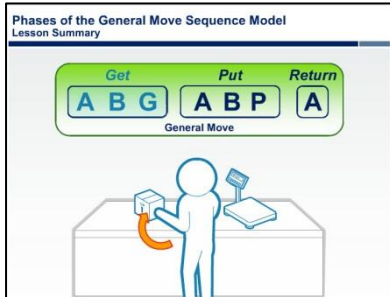 Phases of the General Move Sequence Model
Lesson Summary
Get Put Return
A B G A B P A
General Move